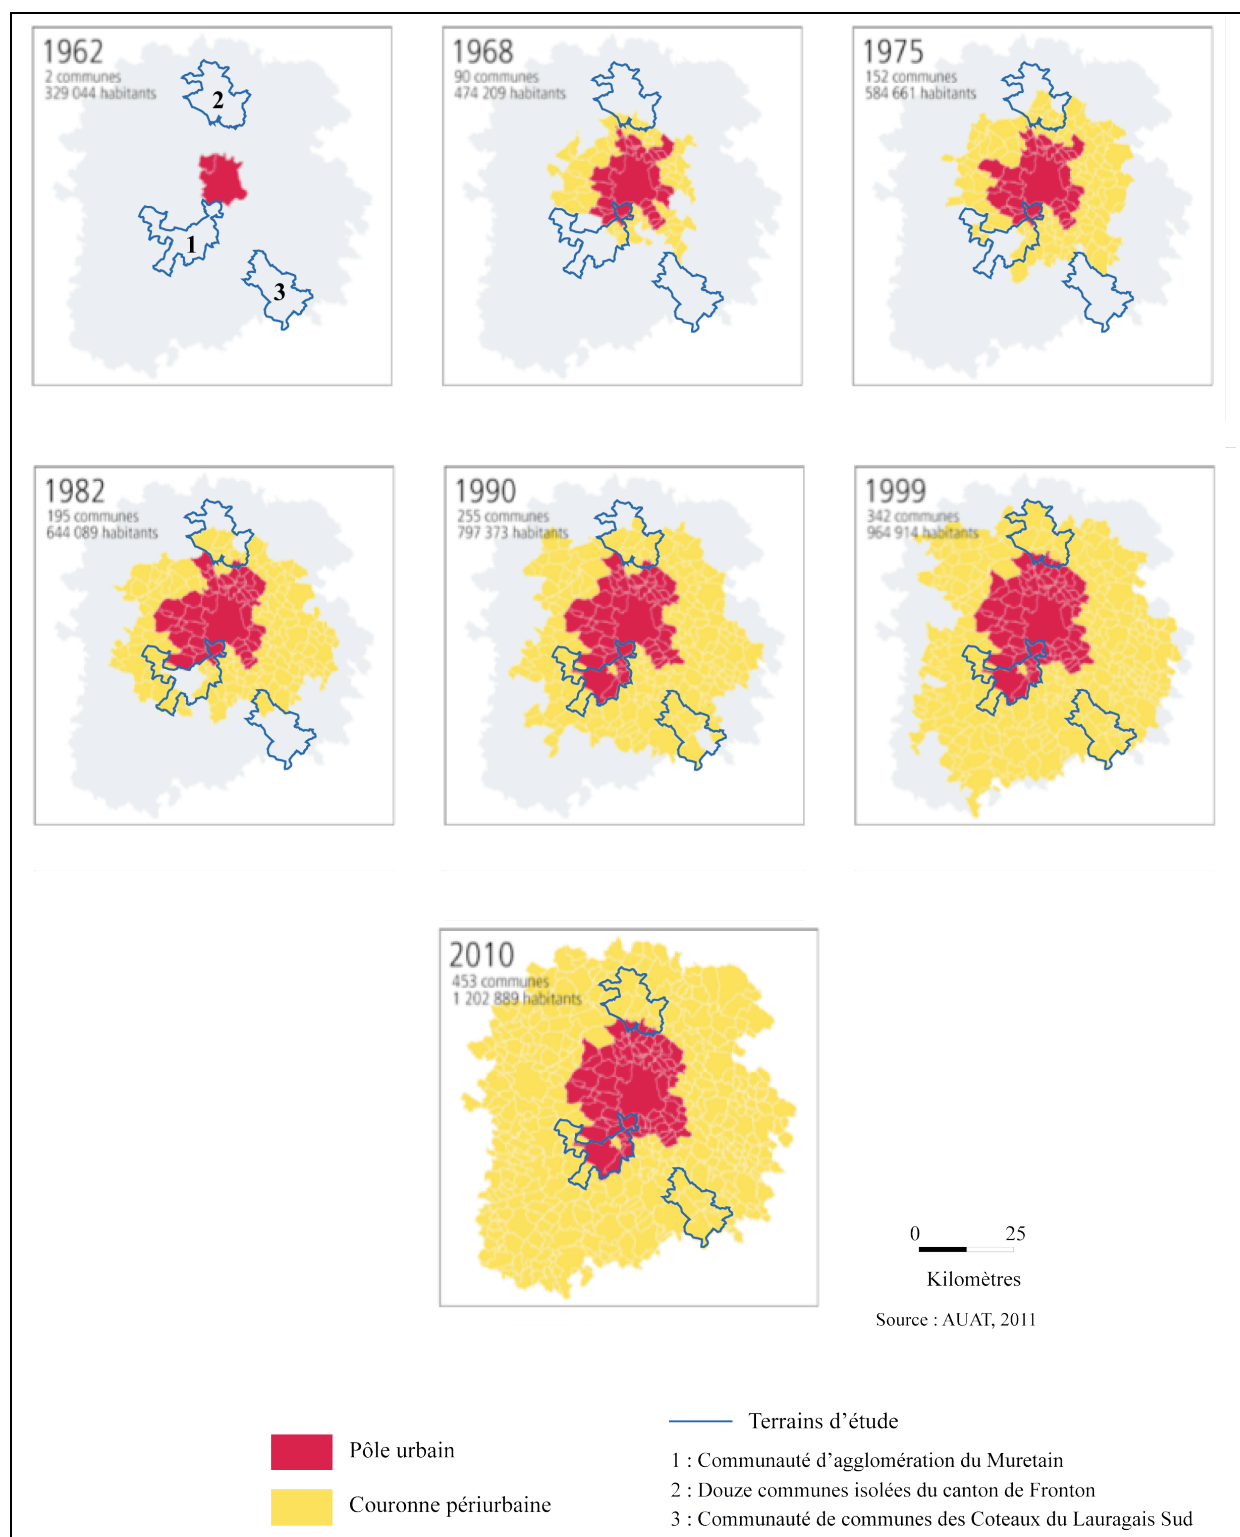 1962
2 communes
329 044 habitants
2
1
3
1968
90 communes
474 209 habitants
1975
152 communes
584 661 habitants
1982
195 communes
644 089 habitants
1990
255 communes
797 373 habitants
1999
342 communes
964 914 habitants
2010
453 communes
1 202 889 habitants
0 25
Kilomètres
Source : AUAT, 2011
Pôle urbain
Couronne périurbaine
Terrains d’étude
1 : Communauté d’agglomération du Muretain
2 : Douze communes isolées du canton de Fronton
3 : Communauté de communes des Coteaux du Lauragais Sud